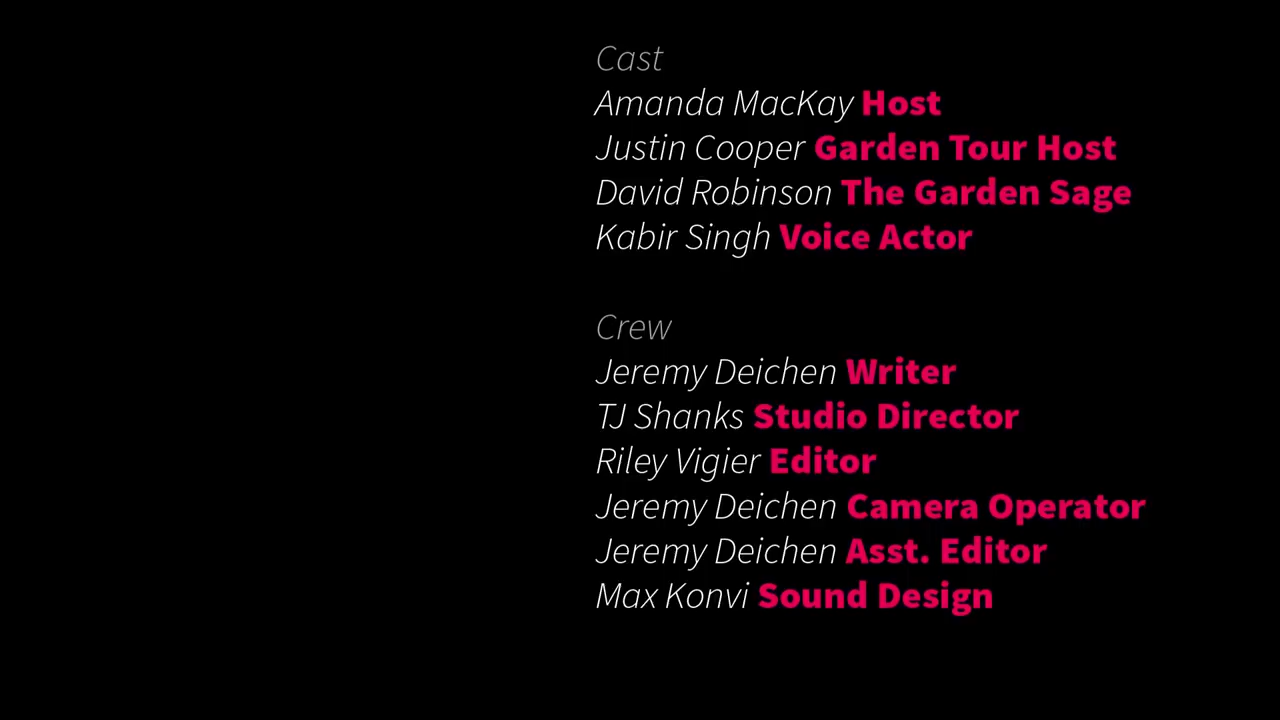 Cast
Amanda MacKay Host
Justin Cooper Garden Tour Host
David Robinson The Garden Sage
Kabir Singh Voice Actor
Crew
Jeremy Deichen Writer
TJ Shanks Studio Director
Riley Vigier Editor
Jeremy Deichen Camera Operator
Jeremy Deichen Asst. Editor
Max Konvi Sound Design